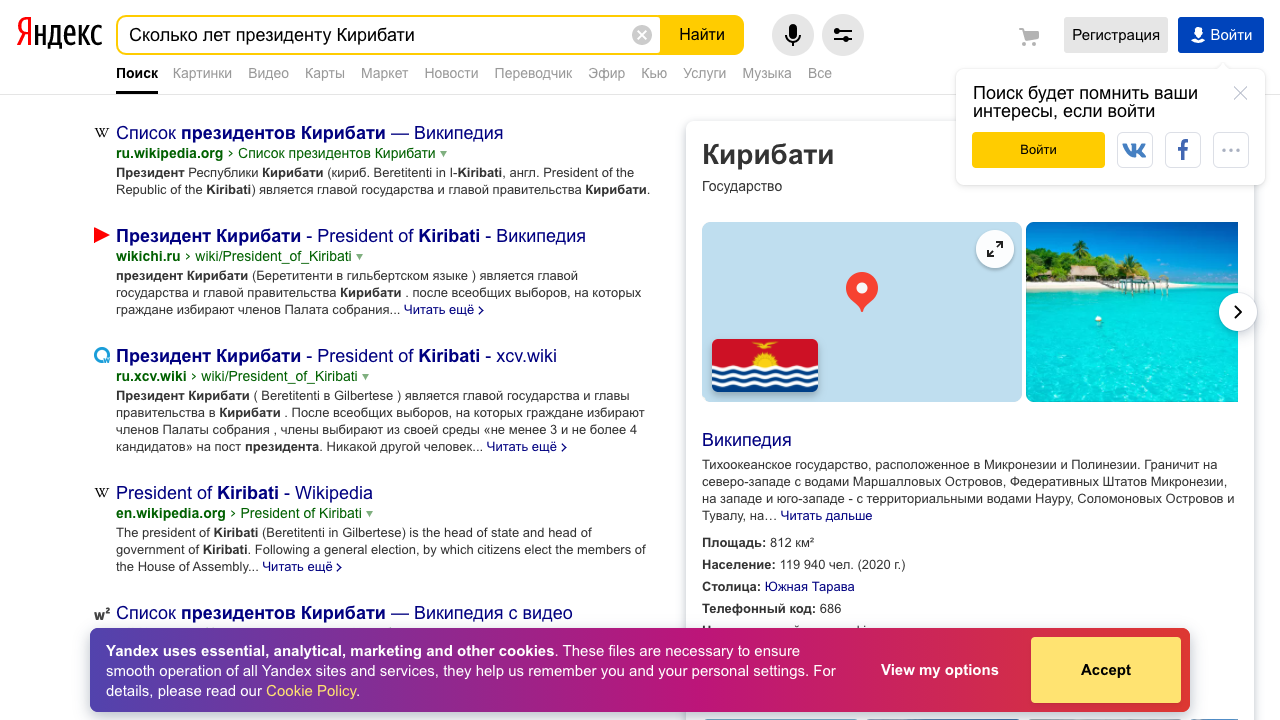 Яндекс
Сколько лет президенту Кирибати
Найти
Регистрация
Войти
Поиск Картинки Видео Карты Маркет Новости Переводчик Эфир Кью Услуги Музыка Все
Поиск будет помнить ваши
интересы, если войти
Войти
Список президентов Кирибати — Википедия
ru.wikipedia.org › Список президентов Кирибати
Президент Республики Кирибати (кириб. Beretitenti in I-Kiribati, англ. President of the
Republic of the Kiribati) является главой государства и главой правительства Кирибати.
Президент Кирибати - President of Kiribati - Википедия
wikichi.ru › wiki/President_of_Kiribati
президент Кирибати (Беретитенти в гильбертском языке ) является главой
государства и главой правительства Кирибати . после всеобщих выборов, на которых
граждане избирают членов Палата собрания... Читать ещё ›
Президент Кирибати - President of Kiribati - xcv.wiki
ru.xcv.wiki › wiki/President_of_Kiribati
Президент Кирибати ( Beretitenti в Gilbertese ) является главой государства и главы
правительства в Кирибати . После всеобщих выборов, на которых граждане избирают
членов Палаты собрания , члены выбирают из своей среды «не менее 3 и не более 4
кандидатов» на пост президента. Никакой другой человек... Читать ещё ›
President of Kiribati - Wikipedia
en.wikipedia.org › President of Kiribati
The president of Kiribati (Beretitenti in Gilbertese) is the head of state and head of
government of Kiribati. Following a general election, by which citizens elect the members of
the House of Assembly... Читать ещё ›
Список президентов Кирибати — Википедия с видео
Кирибати
Государство
Википедия
Тихоокеанское государство, расположенное в Микронезии и Полинезии. Граничит на
северо-западе с водами Маршалловых Островов, Федеративных Штатов Микронезии,
на западе и юго-западе - с территориальными водами Науру, Соломоновых Островов и
Тувалу, на… Читать дальше
Площадь: 812 км²
Население: 119 940 чел. (2020 г.)
Столица: Южная Тарава
Телефонный код: 686
Yandex uses essential, analytical, marketing and other cookies. These files are necessary to ensure
smooth operation of all Yandex sites and services, they help us remember you and your personal settings. For
details, please read our Cookie Policy.
View my options
Accept